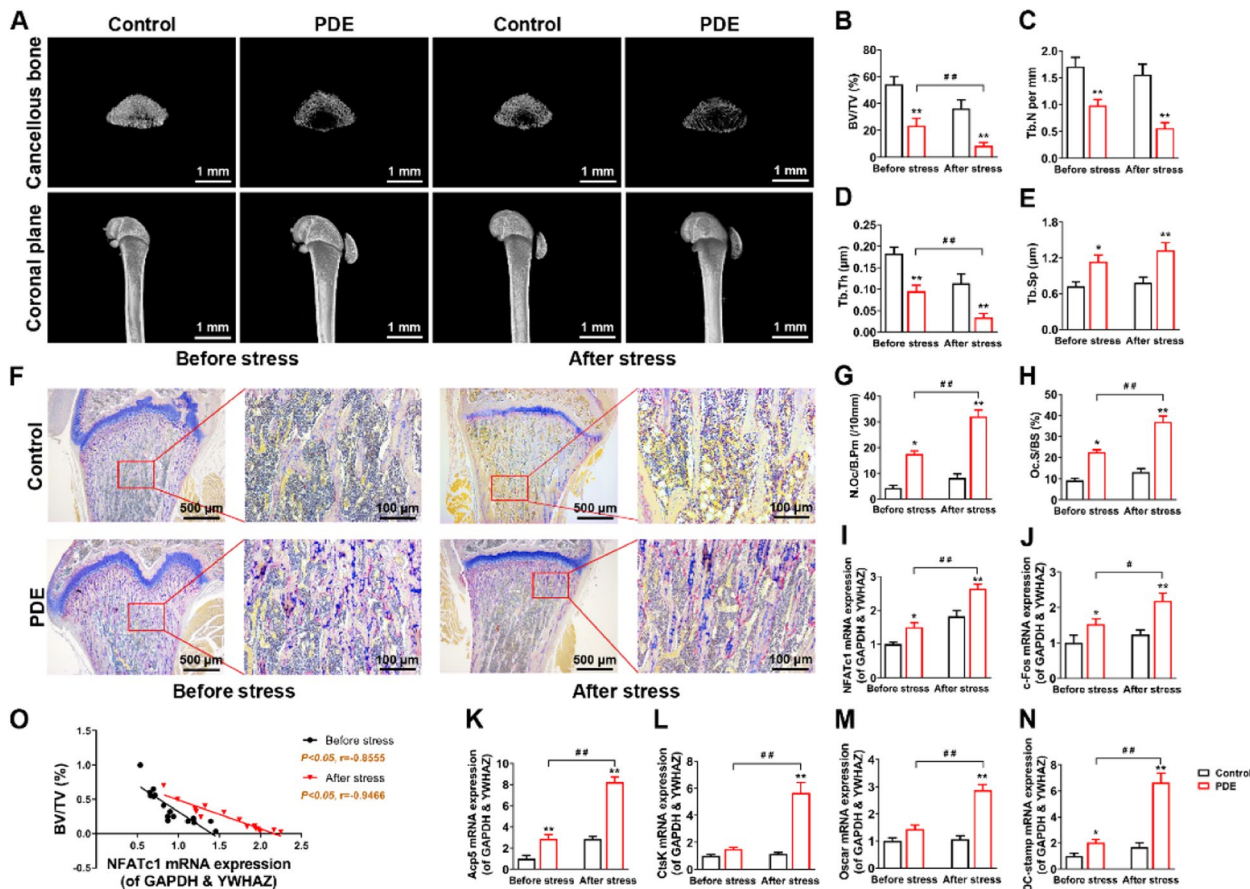 A
Control
PDE
Control
PDE
Cancellous bone
1 mm
1 mm
1 mm
1 mm
Coronal plane
1 mm
1 mm
1 mm
1 mm
Before stress
After stress
B
BV/TV (%)
80
60
40
20
0
**
##
**
Before stress After stress
C
Tb.N per mm
2.0
1.5
1.0
0.5
0.0
**
**
Before stress After stress
D
Tb.Th (μm)
0.25
0.20
0.15
0.10
0.05
0.00
**
##
**
Before stress After stress
E
Tb.Sp (μm)
1.8
1.2
0.6
0.0
*
**
Before stress After stress
F
Control
500 μm
100 μm
500 μm
100 μm
PDE
500 μm
100 μm
500 μm
100 μm
Before stress
After stress
G
N.Oc/B.Pm (/10mm)
40
30
20
10
0
*
##
**
Before stress After stress
H
Oc.S/BS (%)
50
40
30
20
10
0
*
##
**
Before stress After stress
I
NFATc1 mRNA expression
(of GAPDH & YWHAZ)
4
3
2
1
0
*
##
**
Before stress After stress
J
c-Fos mRNA expression
(of GAPDH & YWHAZ)
3
2
1
0
*
#
**
Before stress After stress
O
BV/TV (%)
1.5
1.0
0.5
0.0
-0.5
0.0
0.5
1.0
1.5
2.0
2.5
NFATc1 mRNA expression
(of GAPDH & YWHAZ)
Before stress
P<0.05, r=-0.8555
After stress
P<0.05, r=-0.9466
K
Acp5 mRNA expression
(of GAPDH & YWHAZ)
10
8
6
4
2
0
**
##
**
Before stress After stress
L
CtsK mRNA expression
(of GAPDH & YWHAZ)
8
6
4
2
0
##
**
Before stress After stress
M
Oscar mRNA expression
(of GAPDH & YWHAZ)
4
3
2
1
0
##
**
Before stress After stress
N
DC-stamp mRNA expression
(of GAPDH & YWHAZ)
8
6
4
2
0
*
##
**
Before stress After stress
Control
PDE